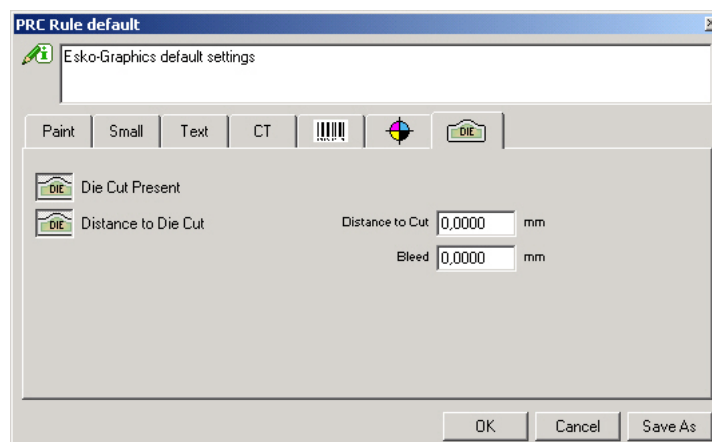 PRC Rule default
Esko-Graphics default settings
Paint Small Text CT DIE
DIE Die Cut Present
DIE Distance to Die Cut Distance to Cut 0,0000 mm
Bleed 0,0000 mm
OK Cancel Save As